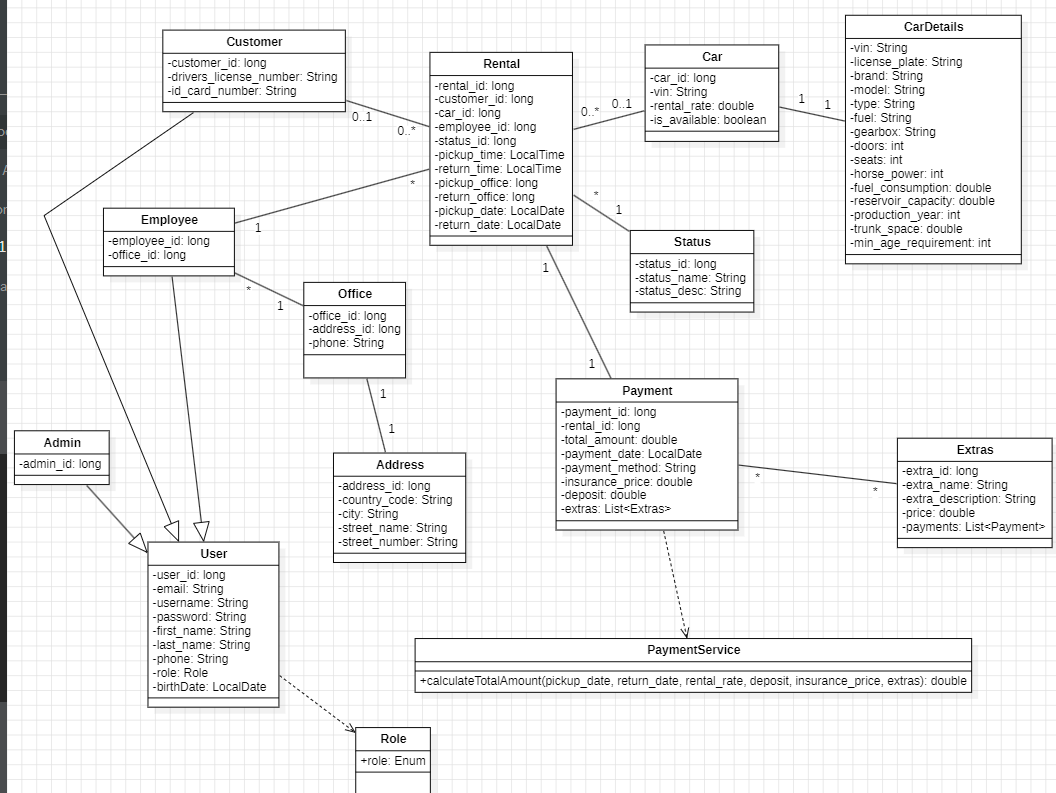 Customer
-customer_id: long
-drivers_license_number: String
-id_card_number: String
0..1
0..*
Rental
-rental_id: long
-customer_id: long
-car_id: long
-employee_id: long
-status_id: long
-pickup_time: LocalTime
-return_time: LocalTime
-pickup_office: long
-return_office: long
-pickup_date: LocalDate
-return_date: LocalDate
0..*
0..1
Car
-car_id: long
-vin: String
-rental_rate: double
-is_available: boolean
1
1
CarDetails
-vin: String
-license_plate: String
-brand: String
-model: String
-type: String
-fuel: String
-gearbox: String
-doors: int
-seats: int
-horse_power: int
-fuel_consumption: double
-reservoir_capacity: double
-production_year: int
-trunk_space: double
-min_age_requirement: int
*
1
Employee
-employee_id: long
-office_id: long
*
1
Status
-status_id: long
-status_name: String
-status_desc: String
*
1
Office
-office_id: long
-address_id: long
-phone: String
1
1
1
1
Payment
-payment_id: long
-rental_id: long
-total_amount: double
-payment_date: LocalDate
-payment_method: String
-insurance_price: double
-deposit: double
-extras: List<Extras>
*
*
Extras
-extra_id: long
-extra_name: String
-extra_description: String
-price: double
-payments: List<Payment>
Admin
-admin_id: long
Address
-address_id: long
-country_code: String
-city: String
-street_name: String
-street_number: String
User
-user_id: long
-email: String
-username: String
-password: String
-first_name: String
-last_name: String
-phone: String
-role: Role
-birthDate: LocalDate
PaymentService
+calculateTotalAmount(pickup_date, return_date, rental_rate, deposit, insurance_price, extras): double
Role
+role: Enum